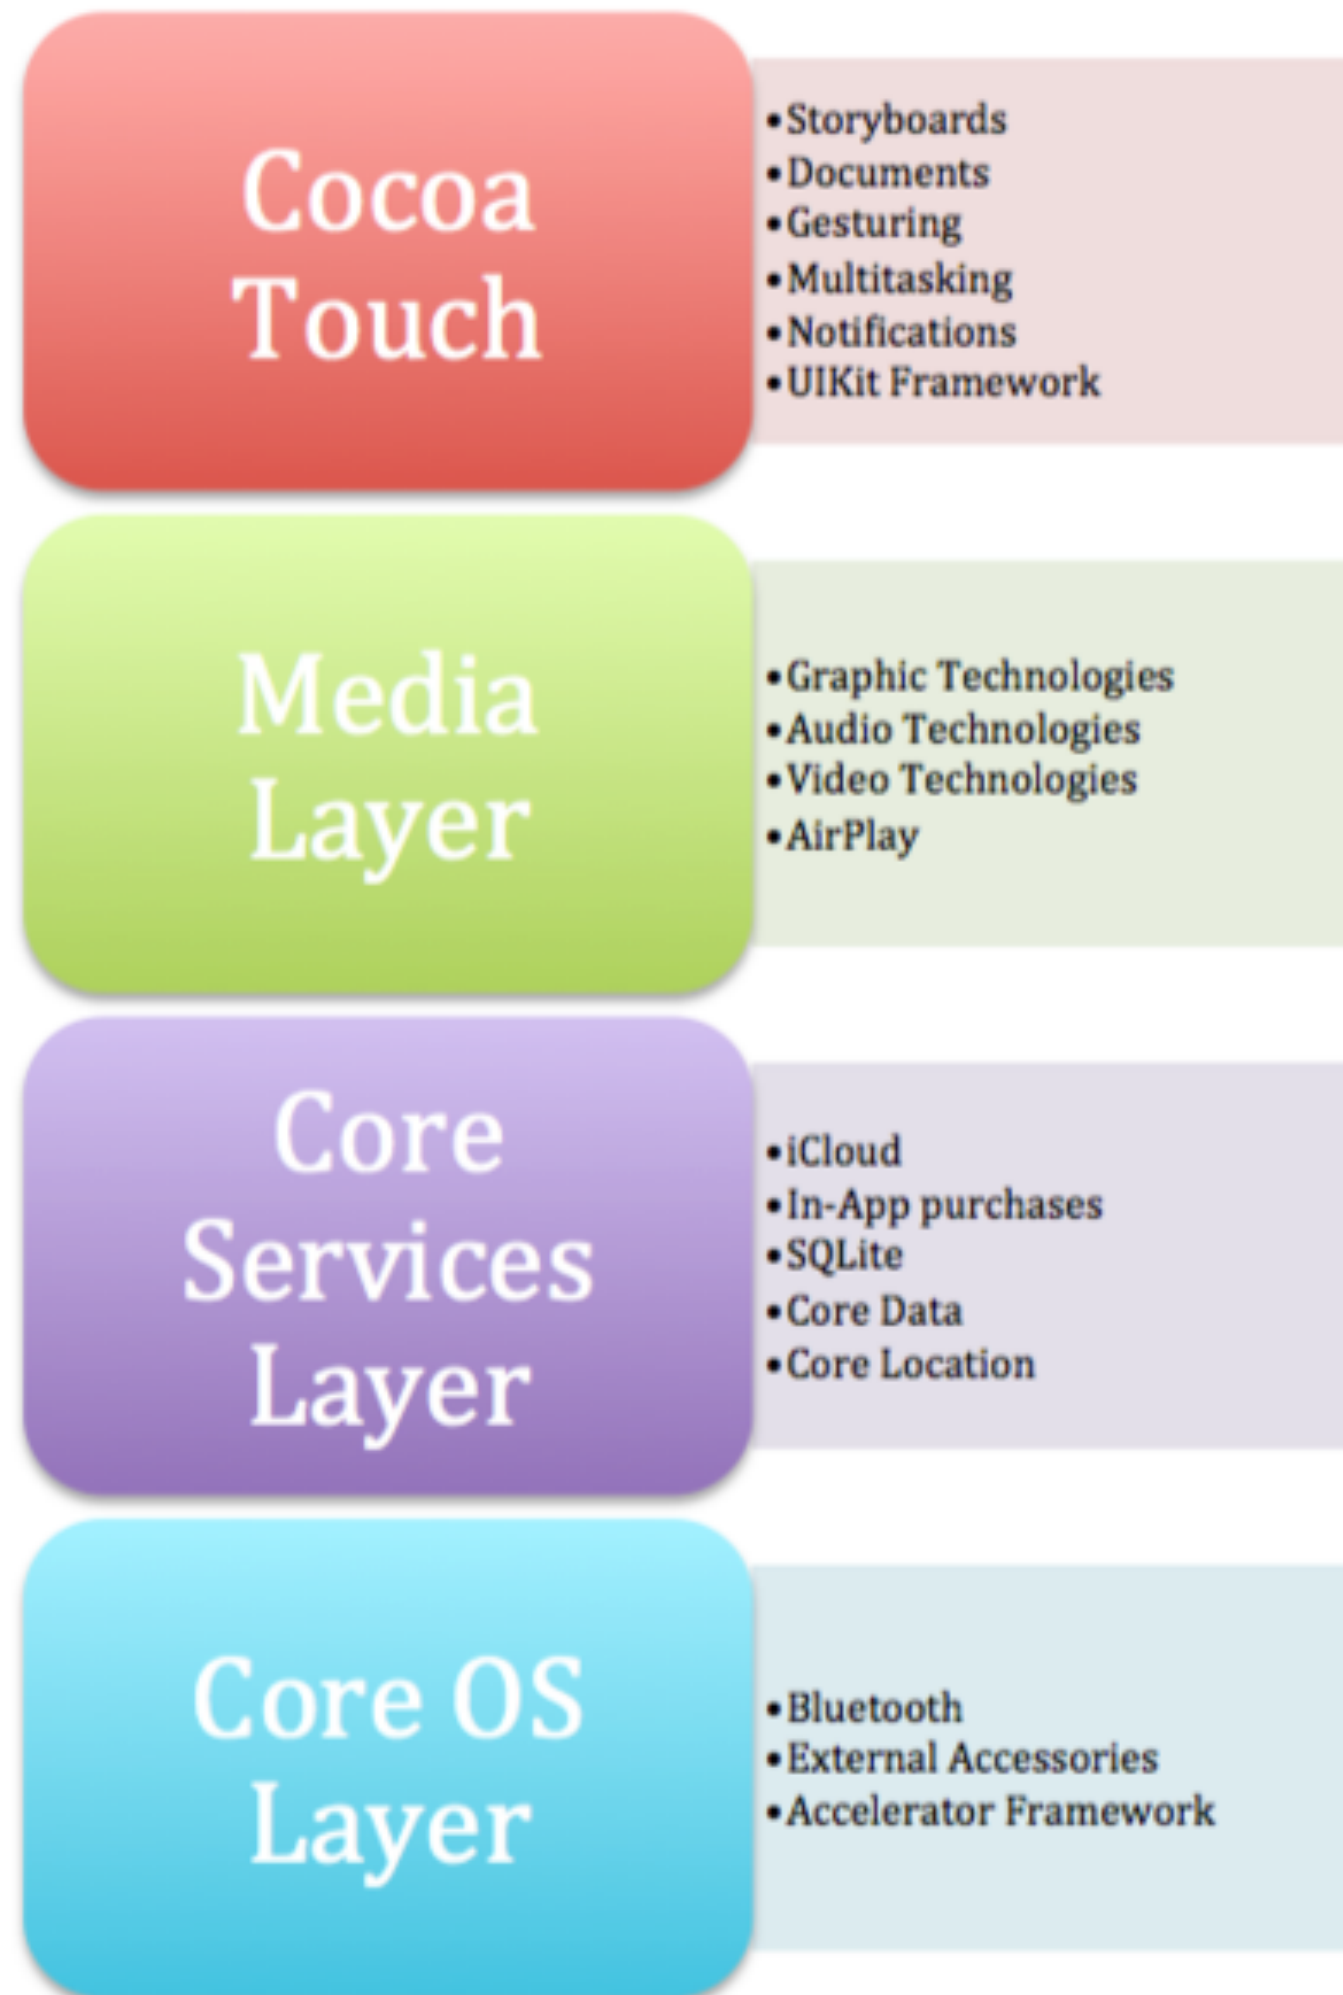 Cocoa
Touch
•Storyboards
•Documents
•Gesturing
•Multitasking
•Notifications
•UIKit Framework
Media
Layer
•Graphic Technologies
•Audio Technologies
•Video Technologies
•AirPlay
Core
Services
Layer
•iCloud
•In-App purchases
•SQLite
•Core Data
•Core Location
Core OS
Layer
•Bluetooth
•External Accessories
•Accelerator Framework